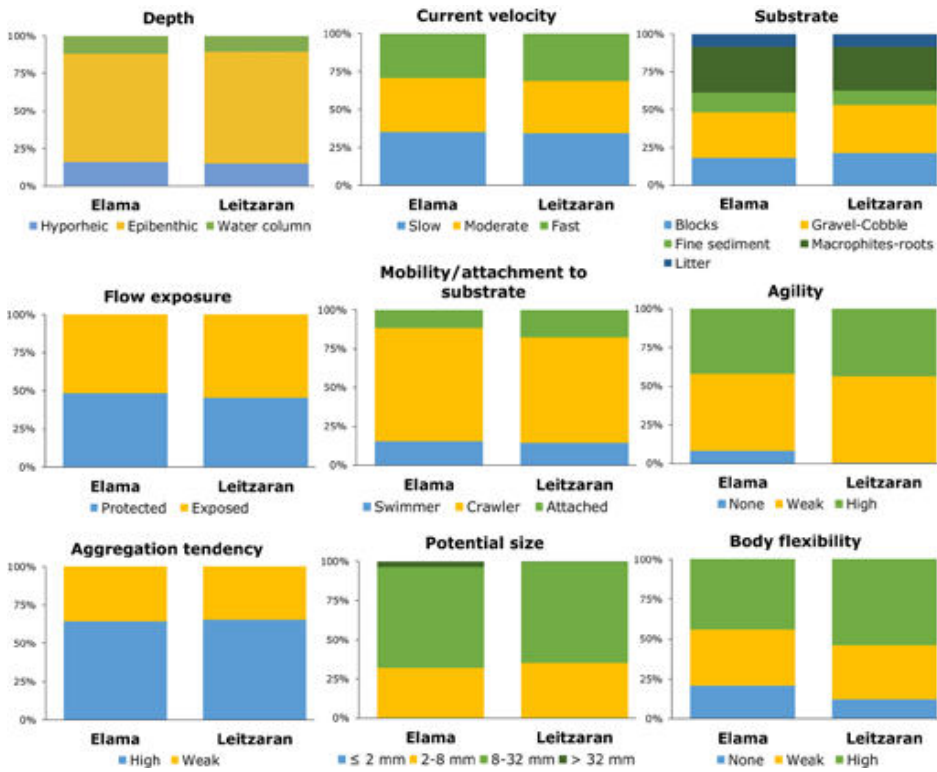 Depth
100%
75%
50%
25%
0%
Elama Leitzaran
Hyporheic Epibenthic Water column
Current velocity
100%
75%
50%
25%
0%
Elama Leitzaran
Slow Moderate Fast
Substrate
100%
75%
50%
25%
0%
Elama Leitzaran
Blocks Gravel-Cobble
Fine sediment Macrophites-roots
Litter
Flow exposure
100%
75%
50%
25%
0%
Elama Leitzaran
Protected Exposed
Mobility/attachment to
substrate
100%
75%
50%
25%
0%
Elama Leitzaran
Swimmer Crawler Attached
Agility
100%
75%
50%
25%
0%
Elama Leitzaran
None Weak High
Aggregation tendency
100%
75%
50%
25%
0%
Elama Leitzaran
High Weak
Potential size
100%
75%
50%
25%
0%
Elama Leitzaran
≤ 2 mm 2-8 mm 8-32 mm > 32 mm
Body flexibility
100%
75%
50%
25%
0%
Elama Leitzaran
None Weak High